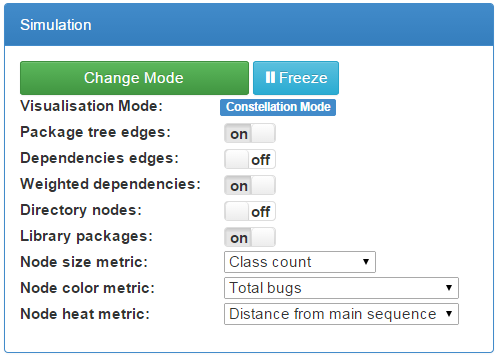 Simulation
Change Mode Freeze
Visualisation Mode: Constellation Mode
Package tree edges: on
Dependencies edges: off
Weighted dependencies: on
Directory nodes: off
Library packages: on
Node size metric: Class count
Node color metric: Total bugs
Node heat metric: Distance from main sequence